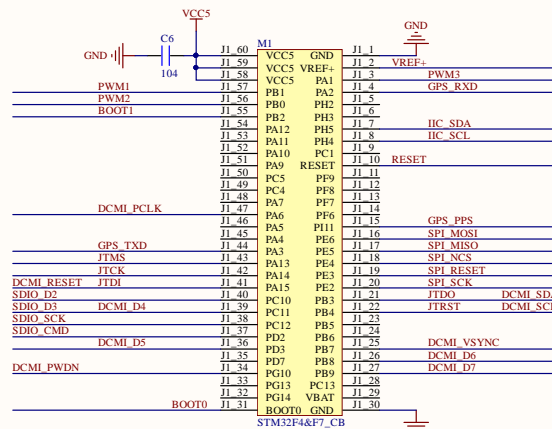 VCC5
GND
C6
104
GND
M1
J1_60 VCC5 GND J1_1
J1_59 VCC5 VREF+ J1_2 VREF+
J1_58 VCC5 PA1 J1_3 PWM3
PWM1 J1_57 PB1 PA2 J1_4 GPS_RXD
PWM2 J1_56 PB0 PH2 J1_5
BOOT1 J1_55 PB2 PH3 J1_6
J1_54 PA12 PH5 J1_7 IIC_SDA
J1_53 PA11 PH4 J1_8 IIC_SCL
J1_52 PA10 PC1 J1_9
J1_51 PA9 RESET J1_10 RESET
J1_50 PC5 PF9 J1_11
J1_49 PC4 PF8 J1_12
J1_48 PA7 PF7 J1_13
DCMI_PCLK J1_47 PA6 PF6 J1_14
J1_46 PA5 PI11 J1_15 GPS_PPS
J1_45 PA4 PE6 J1_16 SPI_MOSI
GPS_TXD J1_44 PA3 PE5 J1_17 SPI_MISO
JTMS J1_43 PA13 PE4 J1_18 SPI_NCS
JTCK J1_42 PA14 PE3 J1_19 SPI_RESET
DCMI_RESET JTDI J1_41 PA15 PE2 J1_20 SPI_SCK
SDIO_D2 J1_40 PC10 PB3 J1_21 JTDO
SDIO_D3 DCMI_D4 J1_39 PC11 PB4 J1_22 JTRST
SDIO_SCK J1_38 PC12 PB5 J1_23
SDIO_CMD J1_37 PD2 PB6 J1_24
DCMI_D5 J1_36 PD3 PB7 J1_25 DCMI_VSYNC
J1_35 PD7 PB8 J1_26 DCMI_D6
DCMI_PWDN J1_34 PG10 PB9 J1_27 DCMI_D7
J1_33 PG13 PC13 J1_28
J1_32 PG14 VBAT J1_29
BOOT0 J1_31 BOOT0 GND J1_30
STM32F4&F7_CB